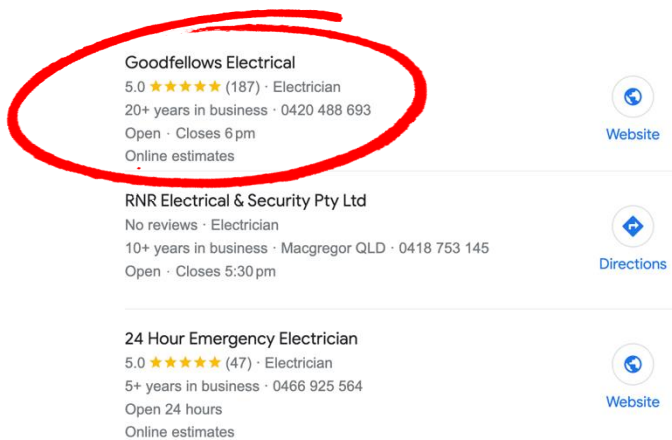 Goodfellows Electrical
5.0 ★★★★★ (187) · Electrician
20+ years in business · 0420 488 693
Open · Closes 6 pm
Online estimates
Website
RNR Electrical & Security Pty Ltd
No reviews · Electrician
10+ years in business · Macgregor QLD · 0418 753 145
Open · Closes 5:30 pm
Directions
24 Hour Emergency Electrician
5.0 ★★★★★ (47) · Electrician
5+ years in business · 0466 925 564
Open 24 hours
Online estimates
Website